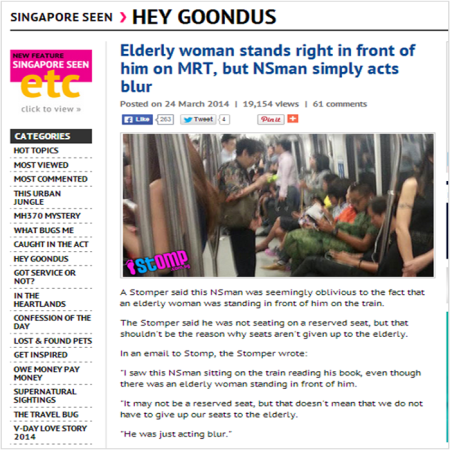 SINGAPORE SEEN > HEY GOONDUS
NEW FEATURE
SINGAPORE SEEN
etc
click to view »
CATEGORIES
HOT TOPICS
MOST VIEWED
MOST COMMENTED
THIS URBAN
JUNGLE
MH370 MYSTERY
WHAT BUGS ME
CAUGHT IN THE ACT
HEY GOONDUS
GOT SERVICE OR
NOT?
IN THE
HEARTLANDS
CONFESSION OF THE
DAY
LOST & FOUND PETS
GET INSPIRED
OWE MONEY PAY
MONEY
SUPERNATURAL
SIGHTINGS
THE TRAVEL BUG
V-DAY LOVE STORY
2014
Elderly woman stands right in front of
him on MRT, but NSman simply acts
blur
Posted on 24 March 2014 | 19,154 views | 61 comments
Like 263 Tweet 4 Pinit
stomp
A Stomper said this NSman was seemingly oblivious to the fact that
an elderly woman was standing in front of him on the train.
The Stomper said he was not seating on a reserved seat, but that
shouldn't be the reason why seats aren't given up to the elderly.
In an email to Stomp, the Stomper wrote:
"I saw this NSman sitting on the train reading his book, even though
there was an elderly woman standing in front of him.
"It may not be a reserved seat, but that doesn't mean that we do not
have to give up our seats to the elderly.
"He was just acting blur."